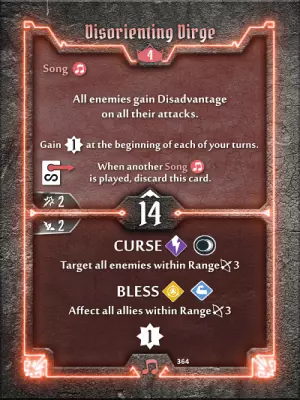 Disorienting Dirge
4
Song
All enemies gain Disadvantage
on all their attacks.
Gain 1 at the beginning of each of your turns.
When another Song
is played, discard this card.
2
14
2
CURSE
Target all enemies within Range 3
BLESS
Affect all allies within Range 3
1
364